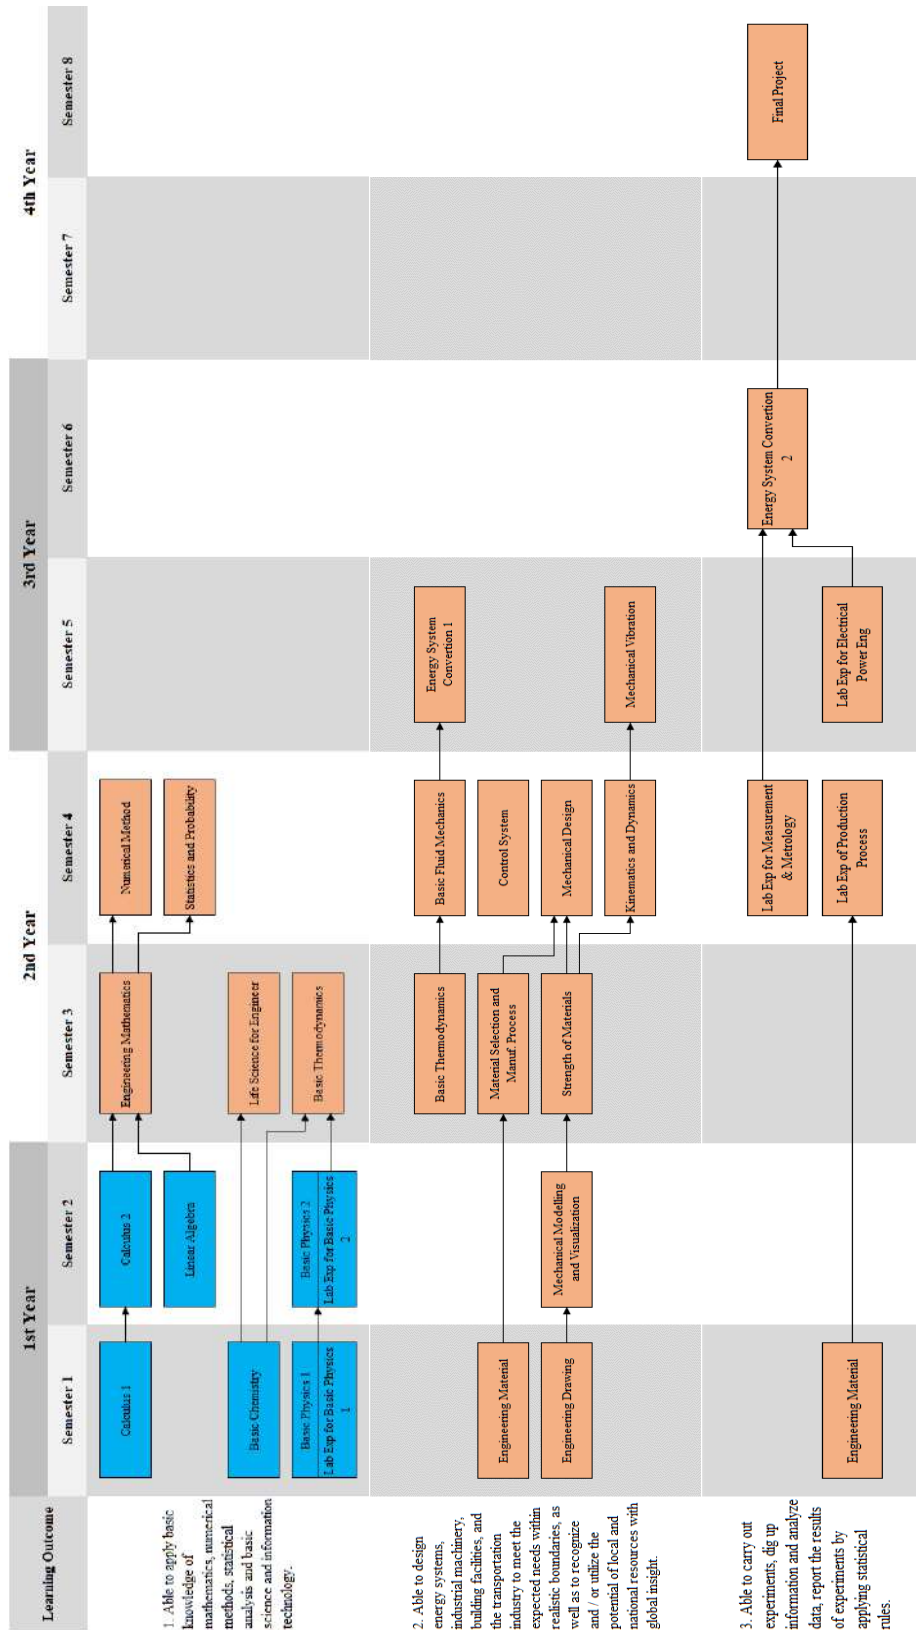 Learning Outcome
1st Year
2nd Year
3rd Year
4th Year
Semester 1
Semester 2
Semester 3
Semester 4
Semester 5
Semester 6
Semester 7
Semester 8
1. Able to apply basic
knowledge of
mathematics, numerical
methods, statistical
analysis and basic
science and information
technology.
Calculus 1
Calculus 2
Engineering Mathematics
Numerical Method
Linear Algebra
Statistics and Probability
Basic Chemistry
Life Science for Engineer
Basic Physics 1
Lab Exp for Basic Physics
1
Basic Physics 2
Lab Exp for Basic Physics
2
Basic Thermodynamics
2. Able to design
energy systems,
industrial machinery,
building facilities, and
the transportation
industry to meet the
expected needs within
realistic boundaries, as
well as to recognize
and / or utilize the
potential of local and
national resources with
global insight.
Basic Thermodynamics
Basic Fluid Mechanics
Energy System
Convertion 1
Engineering Material
Material Selection and
Manuf. Process
Control System
Engineering Drawing
Mechanical Modelling
and Visualization
Strength of Materials
Mechanical Design
Kinematics and Dynamics
Mechanical Vibration
3. Able to carry out
experiments, dig up
information and analyze
data, report the results
of experiments by
applying statistical
rules.
Lab Exp for Measurement
& Metrology
Energy System Convertion
2
Final Project
Engineering Material
Lab Exp of Production
Process
Lab Exp for Electrical
Power Eng